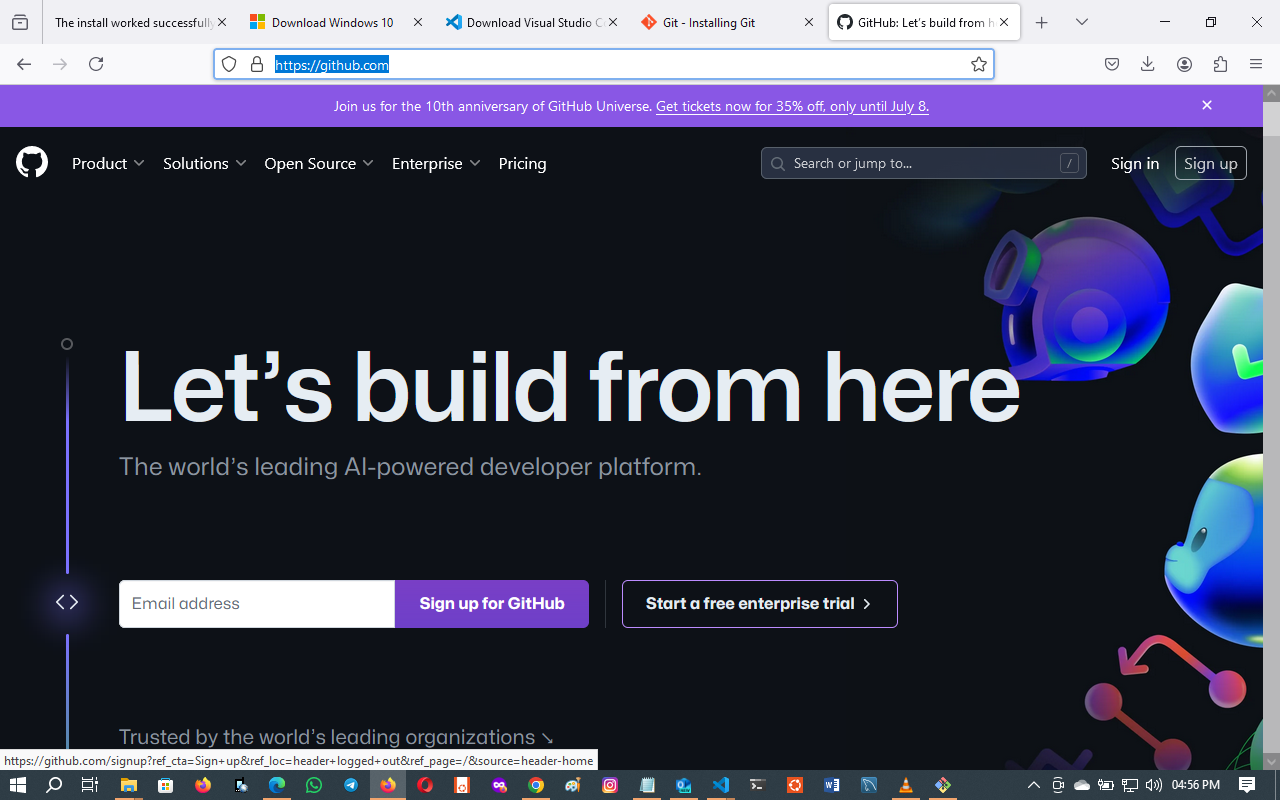 The install worked successfully
Download Windows 10
Download Visual Studio C
Git - Installing Git
GitHub: Let's build from h
https://github.com
Join us for the 10th anniversary of GitHub Universe. Get tickets now for 35% off, only until July 8.
Product
Solutions
Open Source
Enterprise
Pricing
Search or jump to...
/
Sign in
Sign up
Let's build from here
The world's leading AI-powered developer platform.
Email address
Sign up for GitHub
Start a free enterprise trial
Trusted by the world's leading organizations ↘
https://github.com/signup?ref_cta=Sign+up&ref_loc=header+logged+out&ref_page=/&source=header-home
04:56 PM